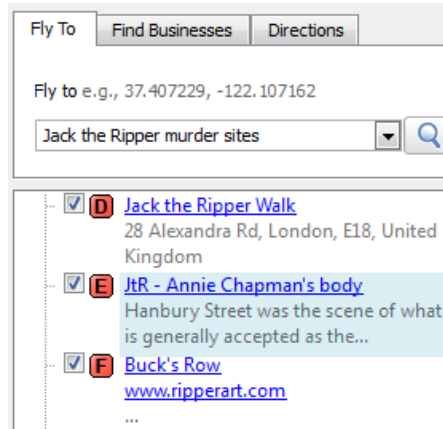 Fly To
Find Businesses
Directions
Fly to e.g., 37.407229, -122.107162
Jack the Ripper murder sites
D Jack the Ripper Walk
28 Alexandra Rd, London, E18, United
Kingdom
E JtR - Annie Chapman's body
Hanbury Street was the scene of what
is generally accepted as the...
F Buck's Row
www.ripperart.com
...